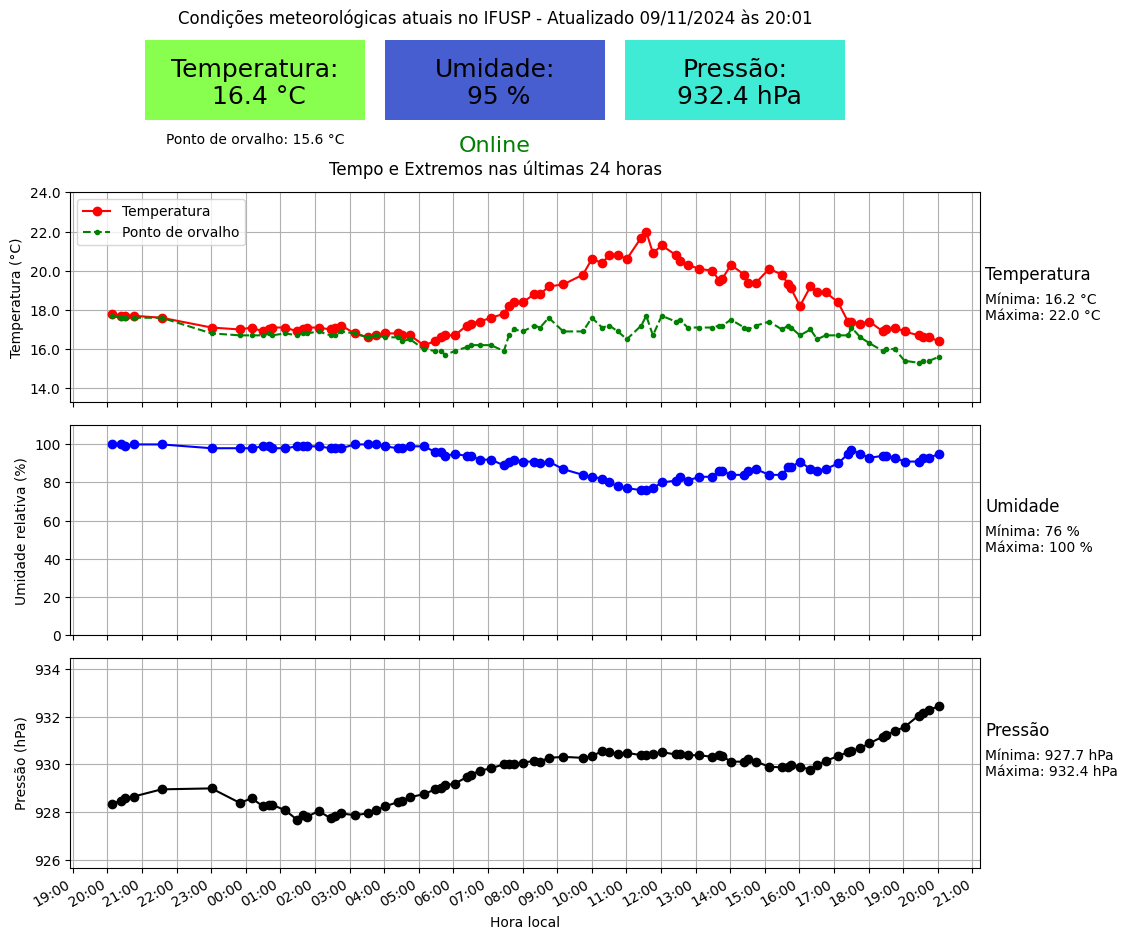 Condições meteorológicas atuais no IFUSP - Atualizado 09/11/2024 às 20:01
Temperatura:
16.4 °C
Umidade:
95 %
Pressão:
932.4 hPa
Ponto de orvalho: 15.6 °C
Online
Tempo e Extremos nas últimas 24 horas
Temperatura (°C)
24.0
22.0
20.0
18.0
16.0
14.0
Temperatura
Ponto de orvalho
Temperatura
Mínima: 16.2 °C
Máxima: 22.0 °C
Umidade relativa (%)
100
80
60
40
20
0
Umidade
Mínima: 76 %
Máxima: 100 %
Pressão (hPa)
934
932
930
928
926
Pressão
Mínima: 927.7 hPa
Máxima: 932.4 hPa
19:00 20:00 21:00 22:00 23:00 00:00 01:00 02:00 03:00 04:00 05:00 06:00 07:00 08:00 09:00 10:00 11:00 12:00 13:00 14:00 15:00 16:00 17:00 18:00 19:00 20:00 21:00
Hora local